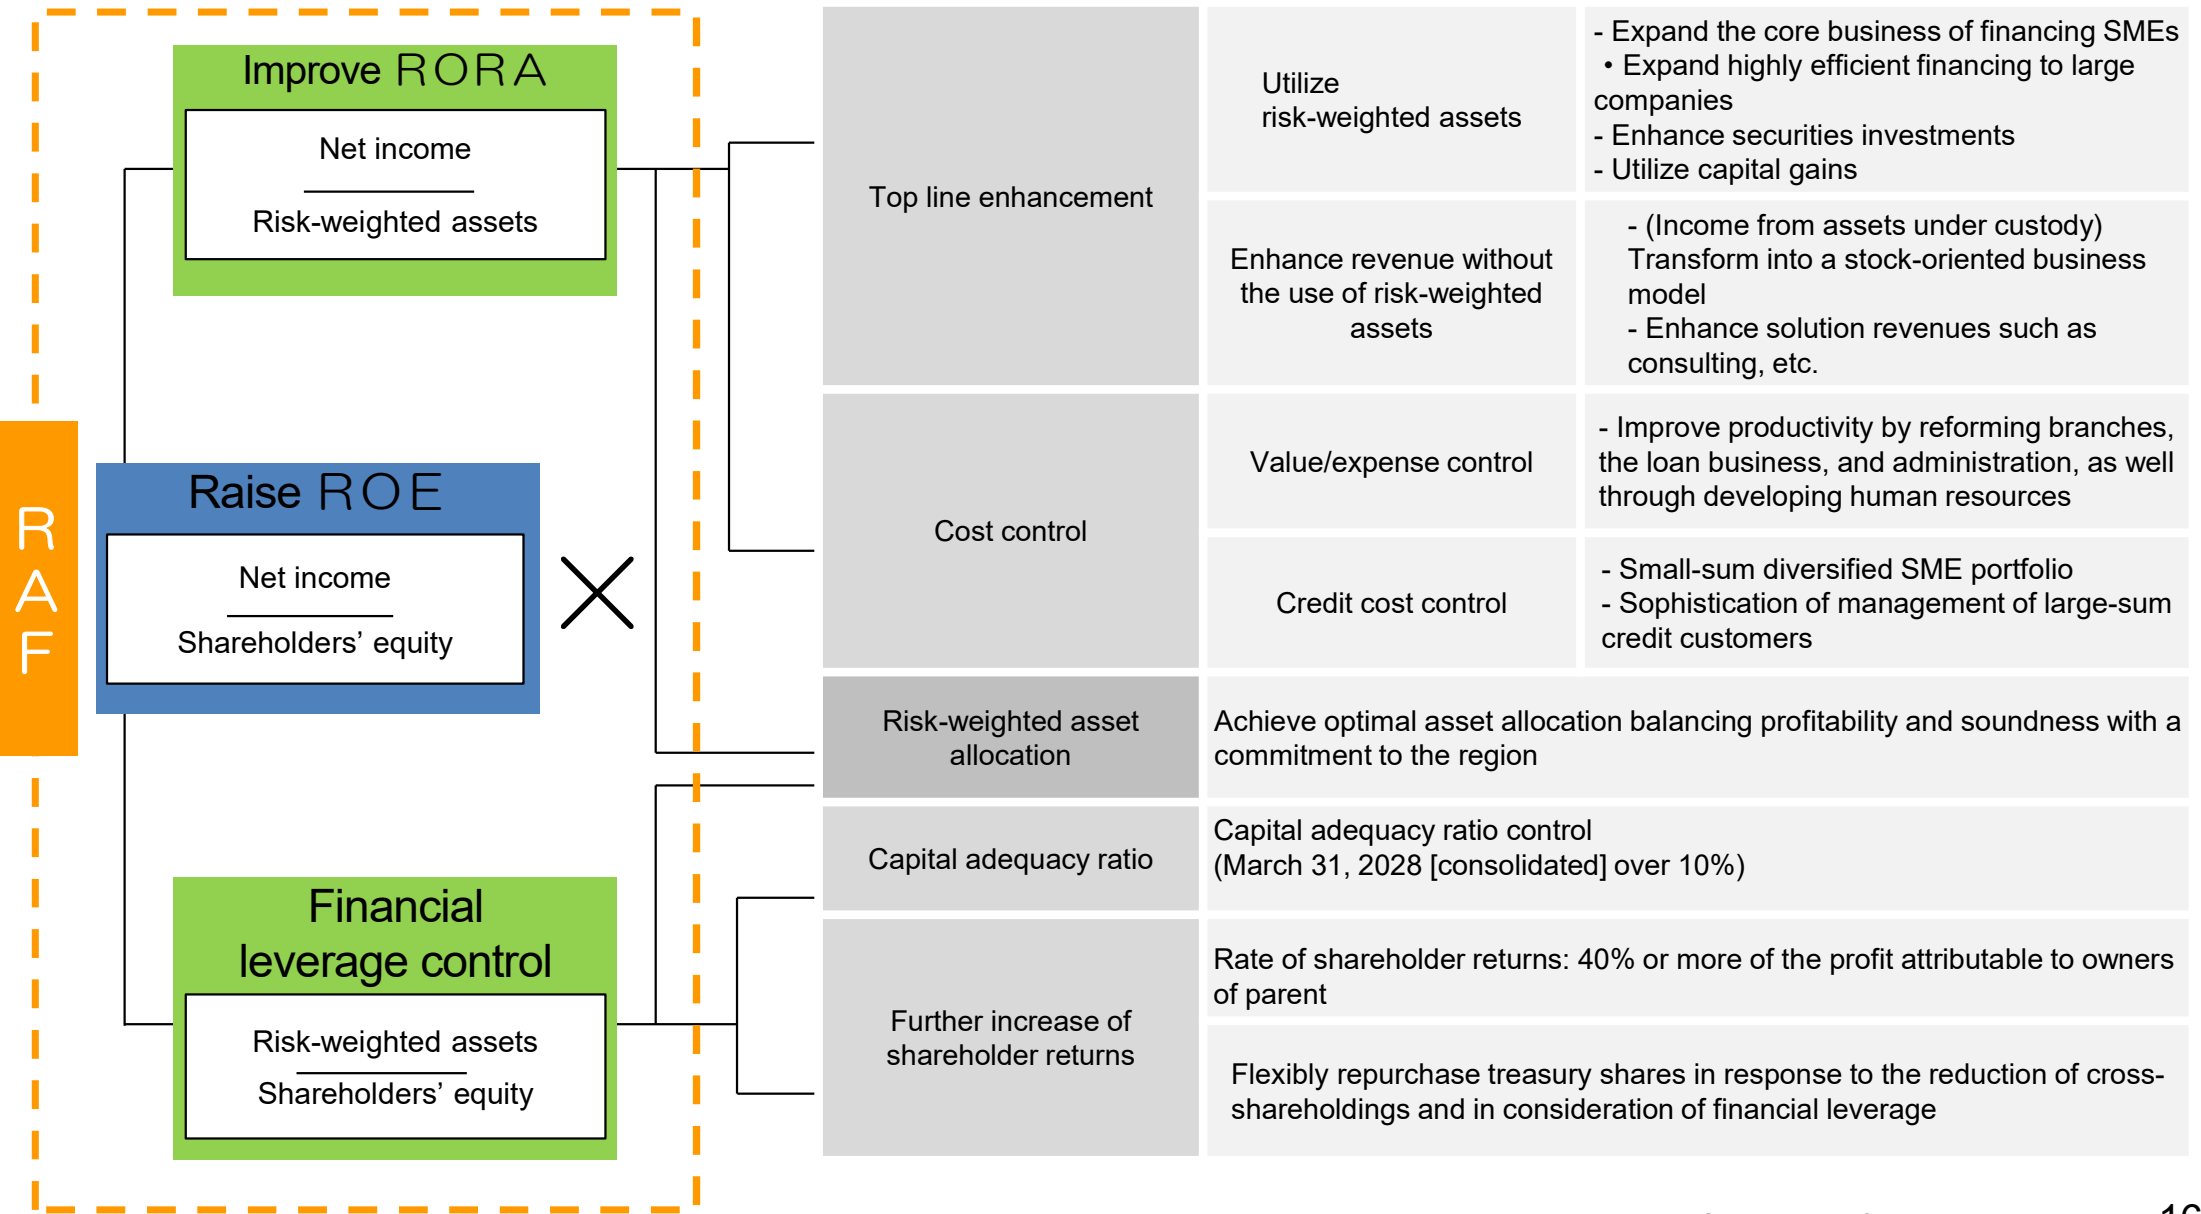 Improve RORA
Net income
Risk-weighted assets
RAF
Raise ROE
Net income
Shareholders’ equity
Financial
leverage control
Risk-weighted assets
Shareholders’ equity
Top line enhancement
Utilize
risk-weighted assets
- Expand the core business of financing SMEs
• Expand highly efficient financing to large
companies
- Enhance securities investments
- Utilize capital gains
Enhance revenue without
the use of risk-weighted
assets
- (Income from assets under custody)
Transform into a stock-oriented business
model
- Enhance solution revenues such as
consulting, etc.
Cost control
Value/expense control
- Improve productivity by reforming branches,
the loan business, and administration, as well
through developing human resources
Credit cost control
- Small-sum diversified SME portfolio
- Sophistication of management of large-sum
credit customers
Risk-weighted asset
allocation
Achieve optimal asset allocation balancing profitability and soundness with a
commitment to the region
Capital adequacy ratio
Capital adequacy ratio control
(March 31, 2028 [consolidated] over 10%)
Further increase of
shareholder returns
Rate of shareholder returns: 40% or more of the profit attributable to owners
of parent
Flexibly repurchase treasury shares in response to the reduction of cross-
shareholdings and in consideration of financial leverage